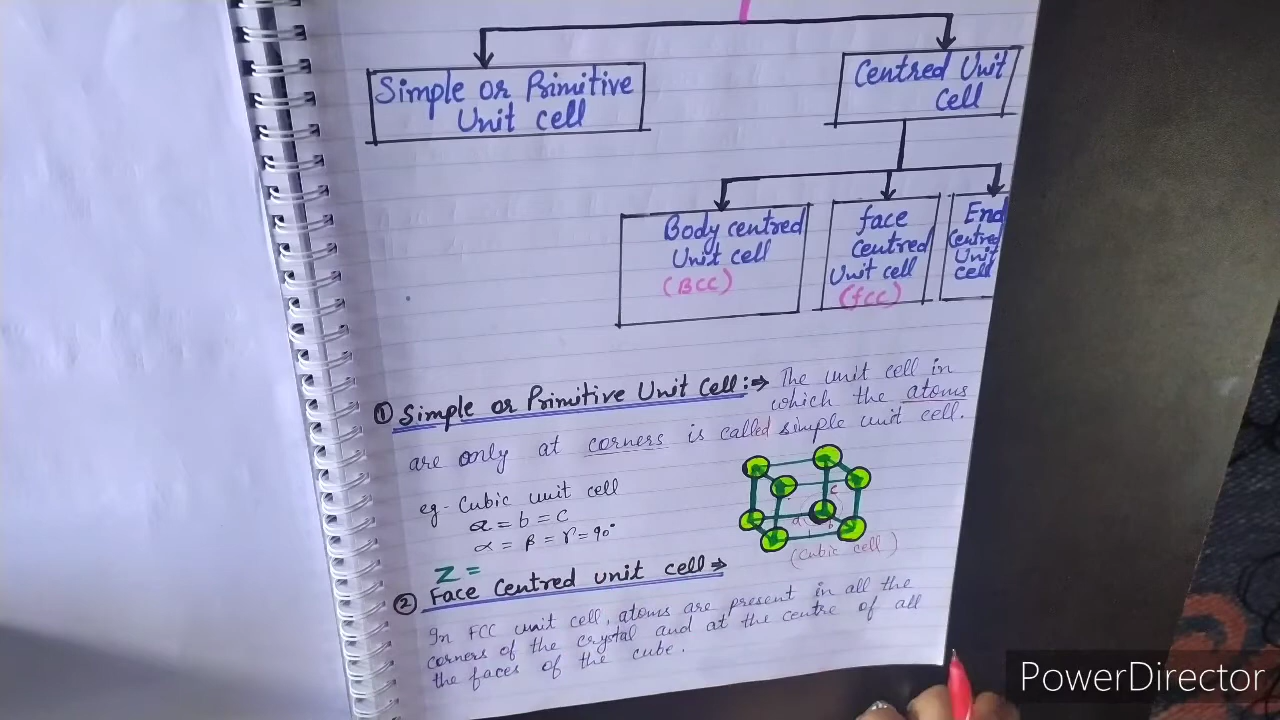 Simple or Primitive
Unit cell
Centred Unit
Cell
Body centred
Unit cell
(BCC)
face
centred
Unit cell
(fcc)
End
Centred
Unit
cell
① Simple or Primitive Unit Cell:⇒ The unit cell in
which the atoms
are only at corners is called simple unit cell.
eg- Cubic unit cell
a = b = c
α = β = γ = 90°
c
a
b
(Cubic cell)
Z =
② Face Centred unit cell ⇒
In FCC unit cell, atoms are present in all the
corners of the crystal and at the centre of all
the faces of the cube.
PowerDirector